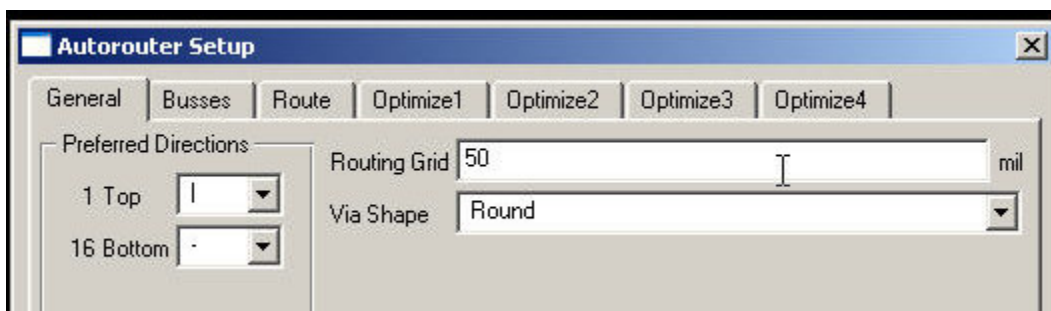 Autorouter Setup
General Busses Route Optimize1 Optimize2 Optimize3 Optimize4
Preferred Directions
Routing Grid 50 mil
1 Top |
Via Shape Round
16 Bottom -